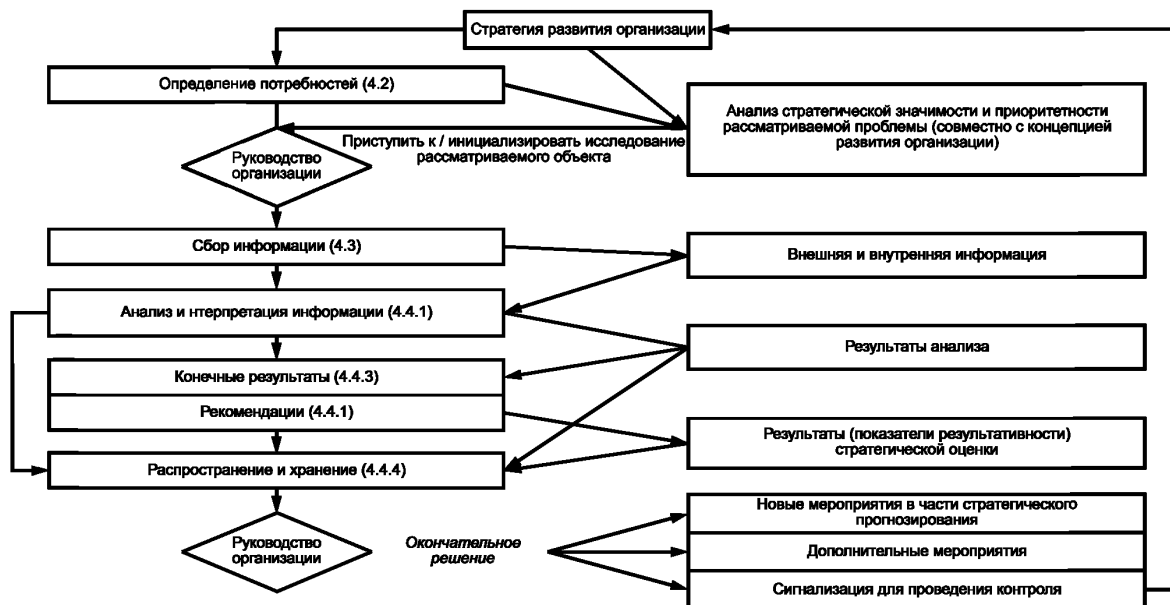 Стратегия развития организации
Определение потребностей (4.2)
Анализ стратегической значимости и приоритетности
рассматриваемой проблемы (совместно с концепцией
развития организации)
Приступить к / инициализировать исследование
рассматриваемого объекта
Руководство
организации
Сбор информации (4.3)
Внешняя и внутренняя информация
Анализ и нтерпретация информации (4.4.1)
Результаты анализа
Конечные результаты (4.4.3)
Рекомендации (4.4.1)
Результаты (показатели результативности)
стратегической оценки
Распространение и хранение (4.4.4)
Руководство
организации
Окончательное
решение
Новые мероприятия в части стратегического
прогнозирования
Дополнительные мероприятия
Сигнализация для проведения контроля